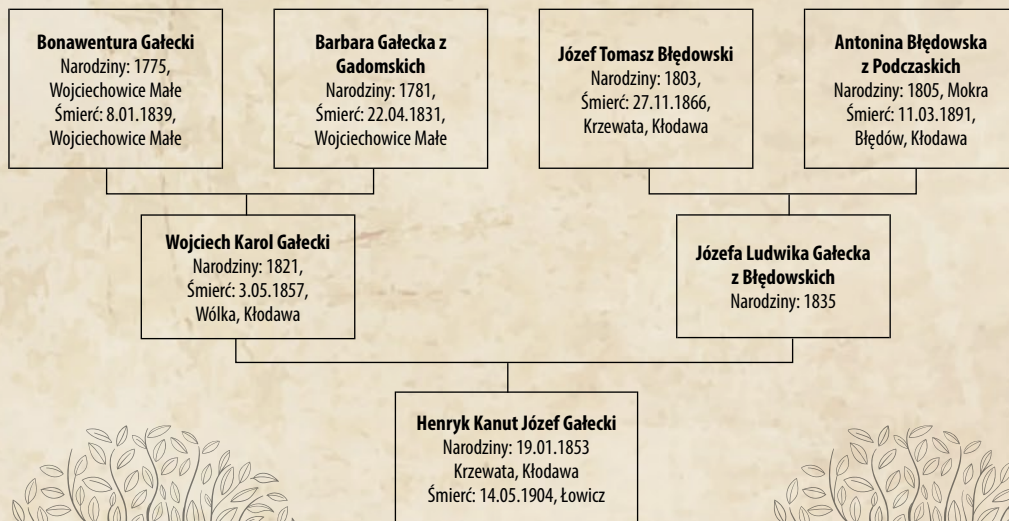 Bonawentura Gałecki
Narodziny: 1775,
Wojciechowice Małe
Śmierć: 8.01.1839,
Wojciechowice Małe
Barbara Gałecka z
Gadomskich
Narodziny: 1781,
Śmierć: 22.04.1831,
Wojciechowice Małe
Józef Tomasz Błędowski
Narodziny: 1803,
Śmierć: 27.11.1866,
Krzewata, Kłodawa
Antonina Błędowska
z Podczaskich
Narodziny: 1805, Mokra
Śmierć: 11.03.1891,
Błędów, Kłodawa
Wojciech Karol Gałecki
Narodziny: 1821,
Śmierć: 3.05.1857,
Wólka, Kłodawa
Józefa Ludwika Gałecka
z Błędowskich
Narodziny: 1835
Henryk Kanut Józef Gałecki
Narodziny: 19.01.1853
Krzewata, Kłodawa
Śmierć: 14.05.1904, Łowicz